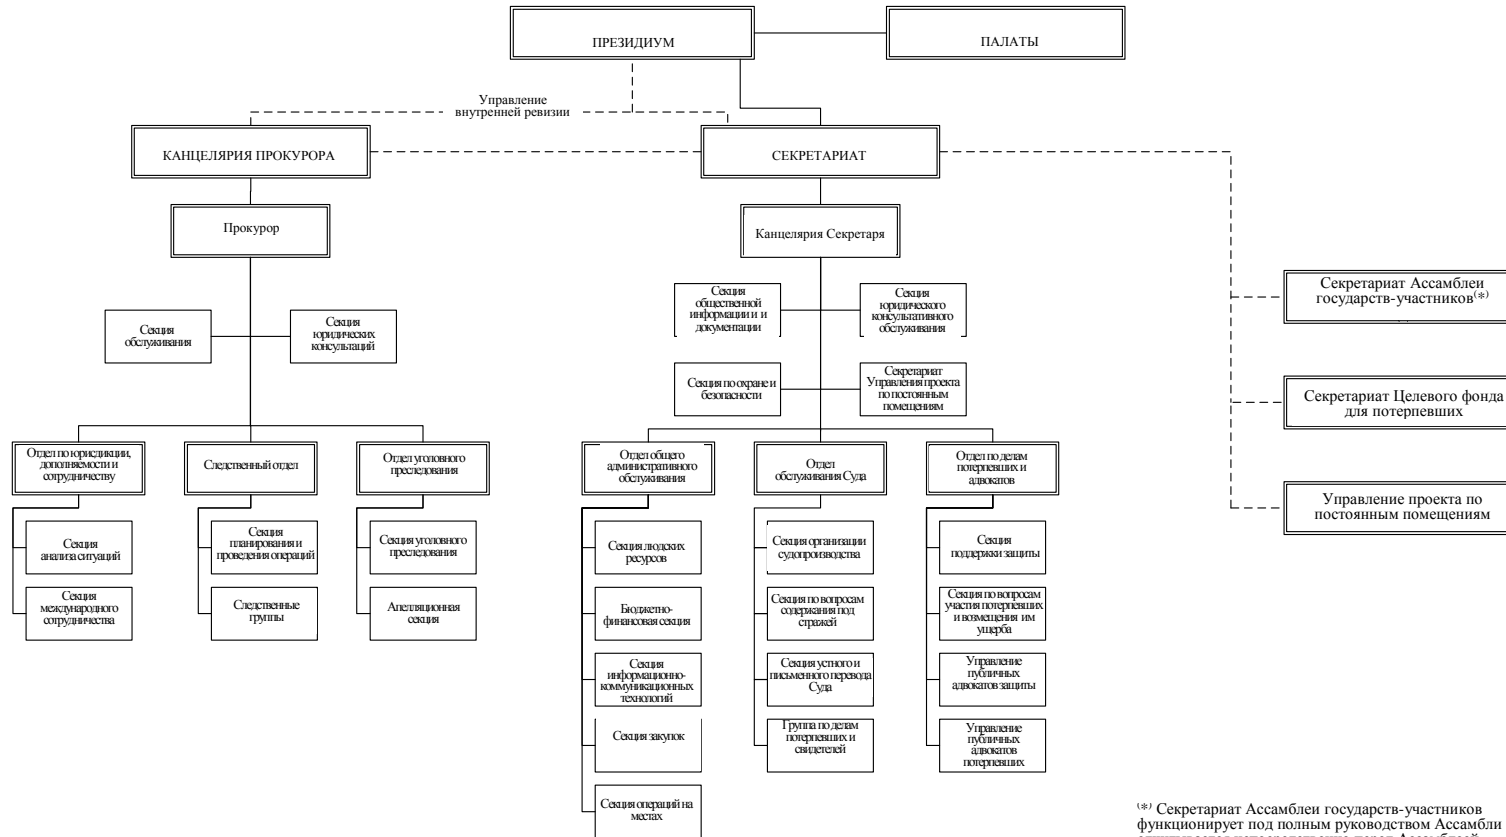 ПРЕЗИДИУМ
ПАЛАТЫ
Управление
внутренней ревизии
КАНЦЕЛЯРИЯ ПРОКУРОРА
СЕКРЕТАРИАТ
Прокурор
Канцелярия Секретаря
Секция
обслуживания
Секция
юридических
консультаций
Секция
общественной
информации и и
документации
Секция
юридического
консультативного
обслуживания
Секция по охране и
безопасности
Секретариат
Управления проекта
по постоянным
помещениям
Секретариат Ассамблеи
государств-участников(*)
Секретариат Целевого фонда
для потерпевших
Управление проекта по
постоянным помещениям
Отдел по юрисдикции,
дополняемости и
сотрудничеству
Следственный отдел
Отдел уголовного
преследования
Отдел общего
административного
обслуживания
Отдел
обслуживания Суда
Отдел по делам
потерпевших и
адвокатов
Секция
анализа ситуаций
Секция
международного
сотрудничества
Секция
планирования и
проведения операций
Следственные
группы
Секция уголовного
преследования
Апелляционная
секция
Секция людских
ресурсов
Бюджетно-
финансовая секция
Секция
информационно-
коммуникационных
технологий
Секция закупок
Секция операций на
местах
Секция организации
судопроизводства
Секция по вопросам
содержания под
стражей
Секция устного и
письменного перевода
Суда
Группа по делам
потерпевших и
свидетелей
Секция
поддержки защиты
Секция по вопросам
участия потерпевших
и возмещения им
ущерба
Управление
публичных
адвокатов защиты
Управление
публичных
адвокатов
потерпевших
(*) Секретариат Ассамблеи государств-участников
функционирует под полным руководством Ассамбли